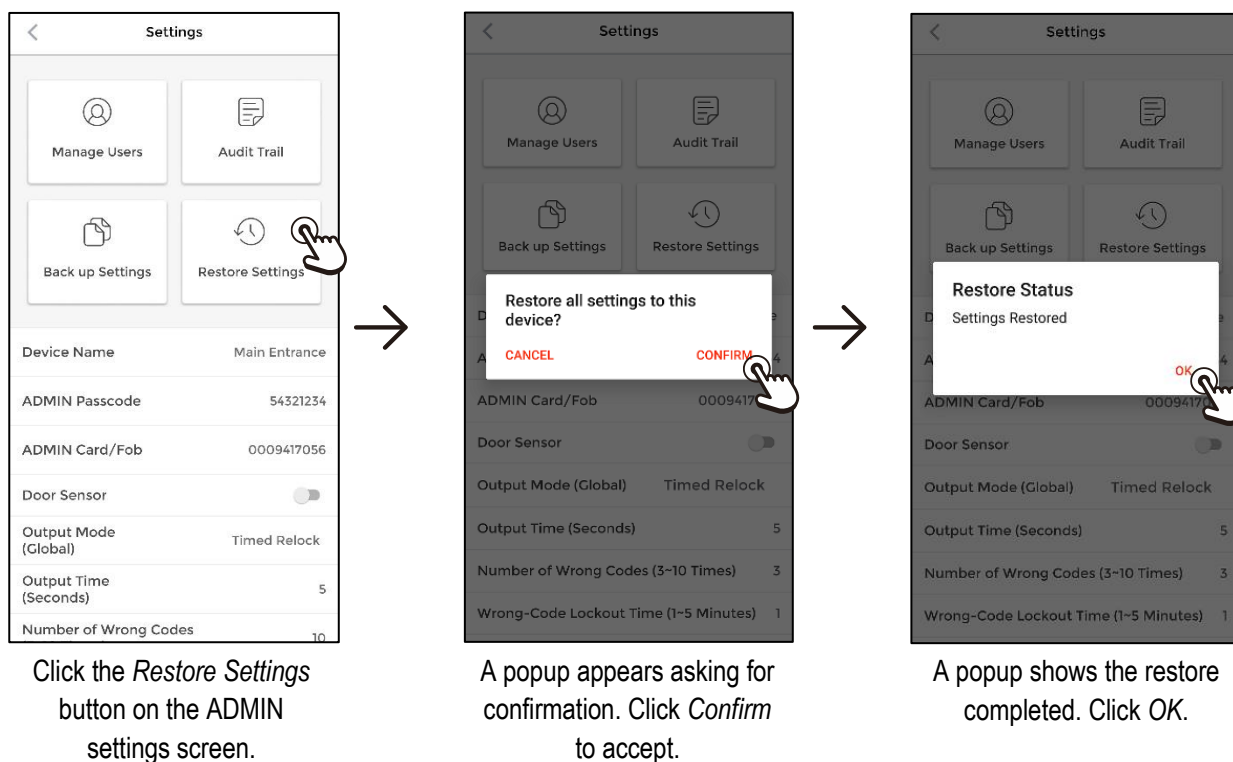 Settings
Manage Users
Audit Trail
Back up Settings
Restore Settings
Device Name
Main Entrance
ADMIN Passcode
54321234
ADMIN Card/Fob
0009417056
Door Sensor
Output Mode
(Global)
Timed Relock
Output Time
(Seconds)
5
Number of Wrong Codes
10
Click the Restore Settings
button on the ADMIN
settings screen.
Settings
Manage Users
Audit Trail
Back up Settings
Restore Settings
Restore all settings to this
device?
CANCEL
CONFIRM
D
e
A
4
ADMIN Card/Fob
0009417
Door Sensor
Output Mode (Global)
Timed Relock
Output Time (Seconds)
5
Number of Wrong Codes (3~10 Times)
3
Wrong-Code Lockout Time (1~5 Minutes)
1
A popup appears asking for
confirmation. Click Confirm
to accept.
Settings
Manage Users
Audit Trail
Back up Settings
Restore Settings
Restore Status
Settings Restored
OK
D
e
A
4
ADMIN Card/Fob
00094170
Door Sensor
Output Mode (Global)
Timed Relock
Output Time (Seconds)
5
Number of Wrong Codes (3~10 Times)
3
Wrong-Code Lockout Time (1~5 Minutes)
1
A popup shows the restore
completed. Click OK.